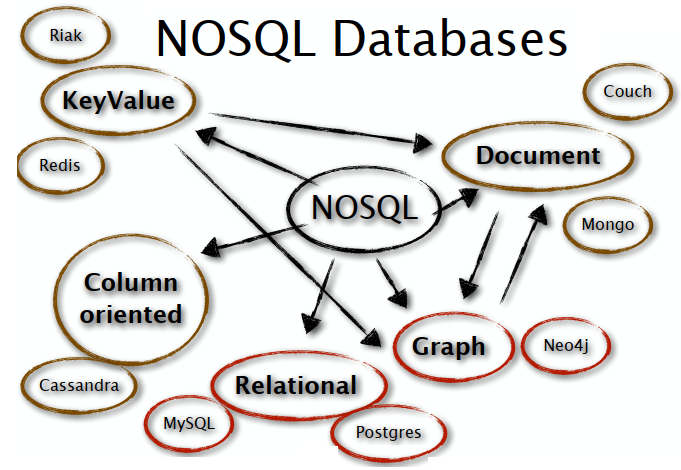 NOSQL Databases
Riak
KeyValue
Redis
Couch
Document
Mongo
NOSQL
Column
oriented
Cassandra
Graph
Neo4j
Relational
MySQL
Postgres